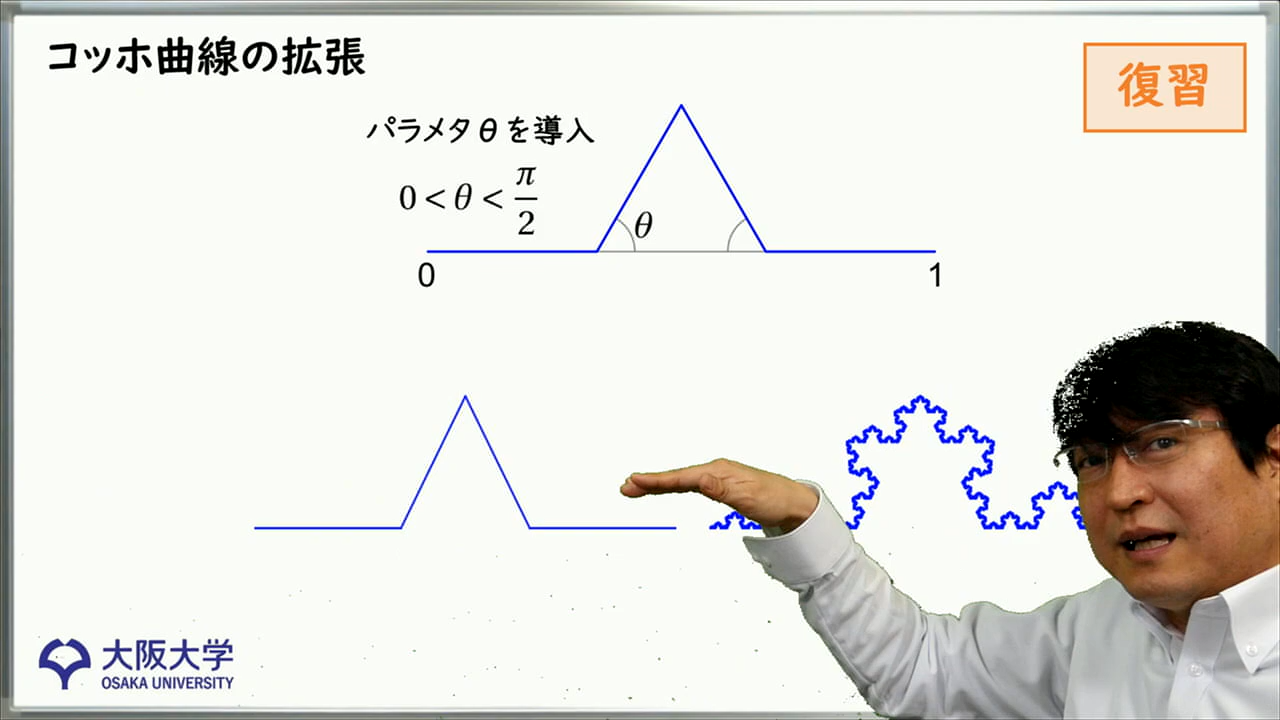 コッホ曲線の拡張
復習
パラメタθを導入
0 < θ < π/2
θ
0
1
大阪大学
OSAKA UNIVERSITY